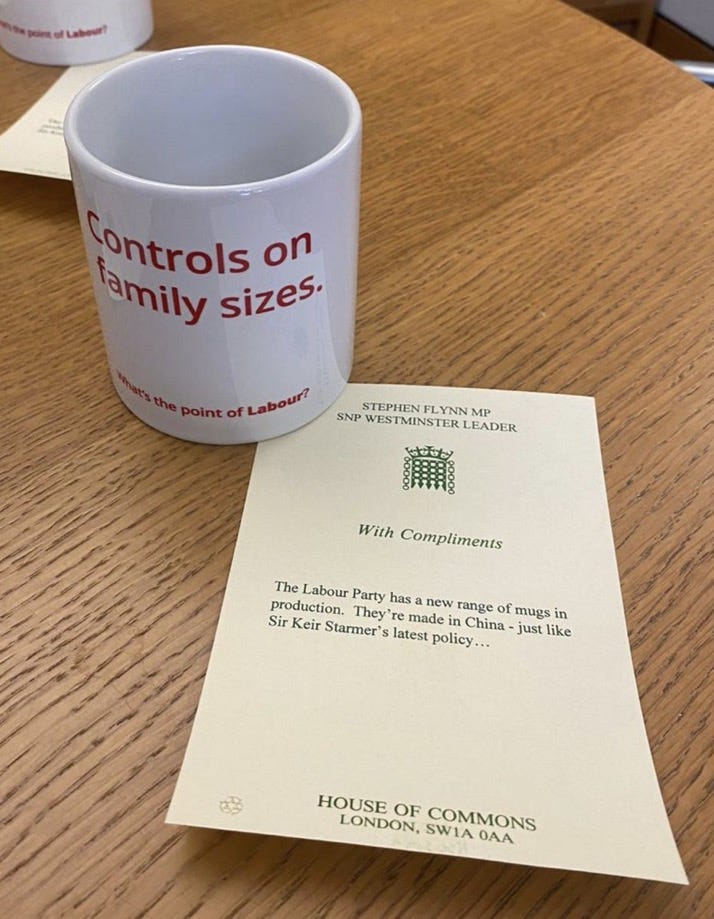 the point of Labour?
Controls on
family sizes.
What's the point of Labour?
STEPHEN FLYNN MP
SNP WESTMINSTER LEADER
With Compliments
The Labour Party has a new range of mugs in
production. They're made in China - just like
Sir Keir Starmer's latest policy...
HOUSE OF COMMONS
LONDON, SW1A 0AA